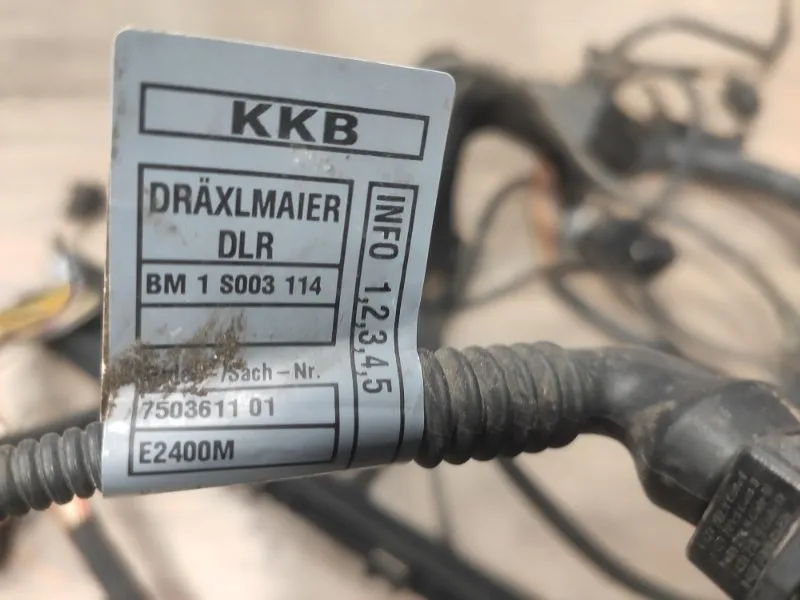 KKB
DRÄXLMAIER
DLR
BM 1 S003 114
INFO 1,2,3,4,5
-/Sach-Nr.
7503611 01
E2400M